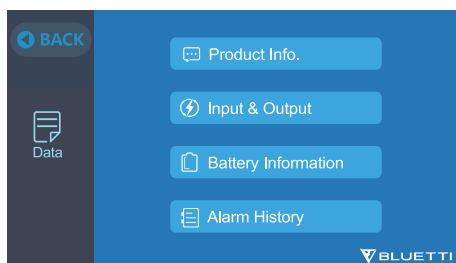 BACK
Data
Product Info.
Input & Output
Battery Information
Alarm History
BLUETTI